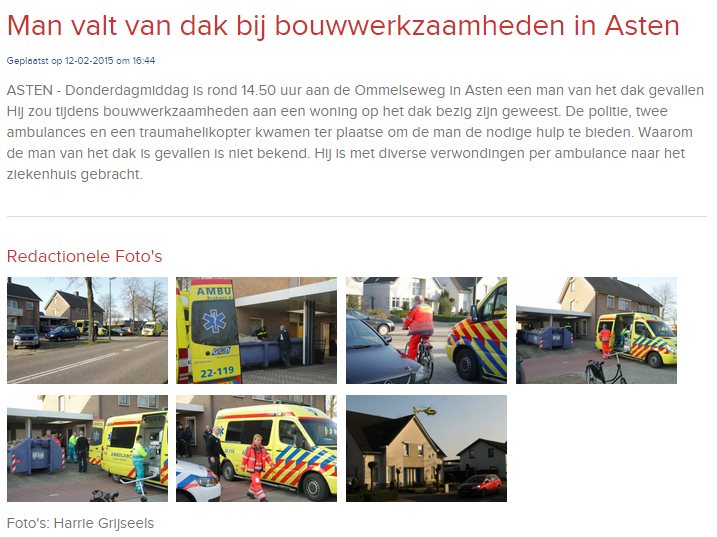 Man valt van dak bij bouwwerkzaamheden in Asten
Geplaatst op 12-02-2015 om 16:44
ASTEN - Donderdagmiddag is rond 14.50 uur aan de Ommelseweg in Asten een man van het dak gevallen
Hij zou tijdens bouwwerkzaamheden aan een woning op het dak bezig zijn geweest. De politie, twee
ambulances en een traumahelikopter kwamen ter plaatse om de man de nodige hulp te bieden. Waarom
de man van het dak is gevallen is niet bekend. Hij is met diverse verwondingen per ambulance naar het
ziekenhuis gebracht.
Redactionele Foto's
AMBU
22-119
AMBULANC
Foto's: Harrie Grijseels